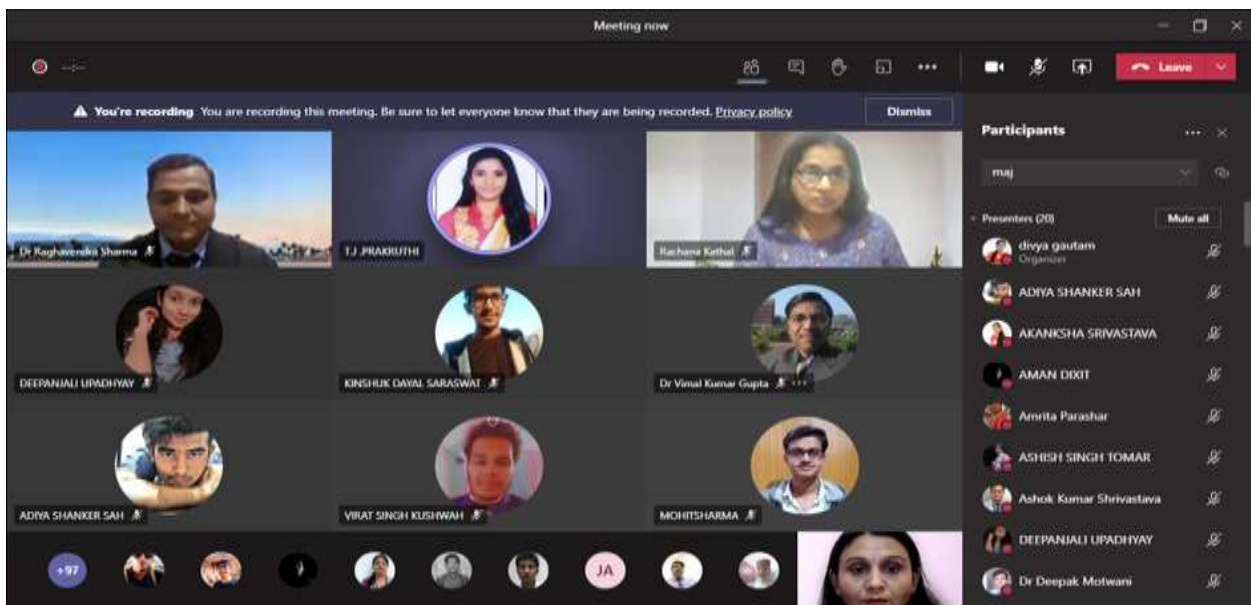 Meeting now
Leave
You're recording You are recording this meeting. Be sure to let everyone know that they are being recorded. Privacy policy
Dismiss
Participants
maj
Presenters (20)
Mute all
Dr Raghavendra Sharma
T.J .PRAKRUTHI
Rachana Kathal
divya gautam
Organizer
ADIYA SHANKER SAH
AKANKSHA SRIVASTAVA
AMAN DIXIT
Amrita Parashar
ASHISH SINGH TOMAR
Ashok Kumar Shrivastava
DEEPANJALI UPADHYAY
Dr Deepak Motwani
DEEPANJALI UPADHYAY
KINSHUK DAYAL SARASWAT
Dr Vimal Kumar Gupta
ADIYA SHANKER SAH
VIRAT SINGH KUSHWAH
MOHITSHARMA
+97
JA